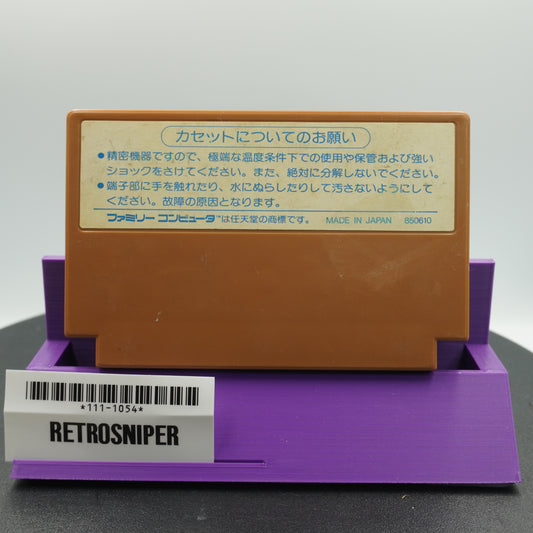 カセットについてのお願い
●精密機器ですので、極端な温度条件下での使用や保管および強い
ショックをさけてください。また、絶対に分解しないでください。
●端子部に手を触れたり、水にぬらしたりして汚さないようにして
ください。故障の原因となります。
ファミリー コンピュータ™は任天堂の商標です。 MADE IN JAPAN 850610
*111-1054*
RETROSNIPER